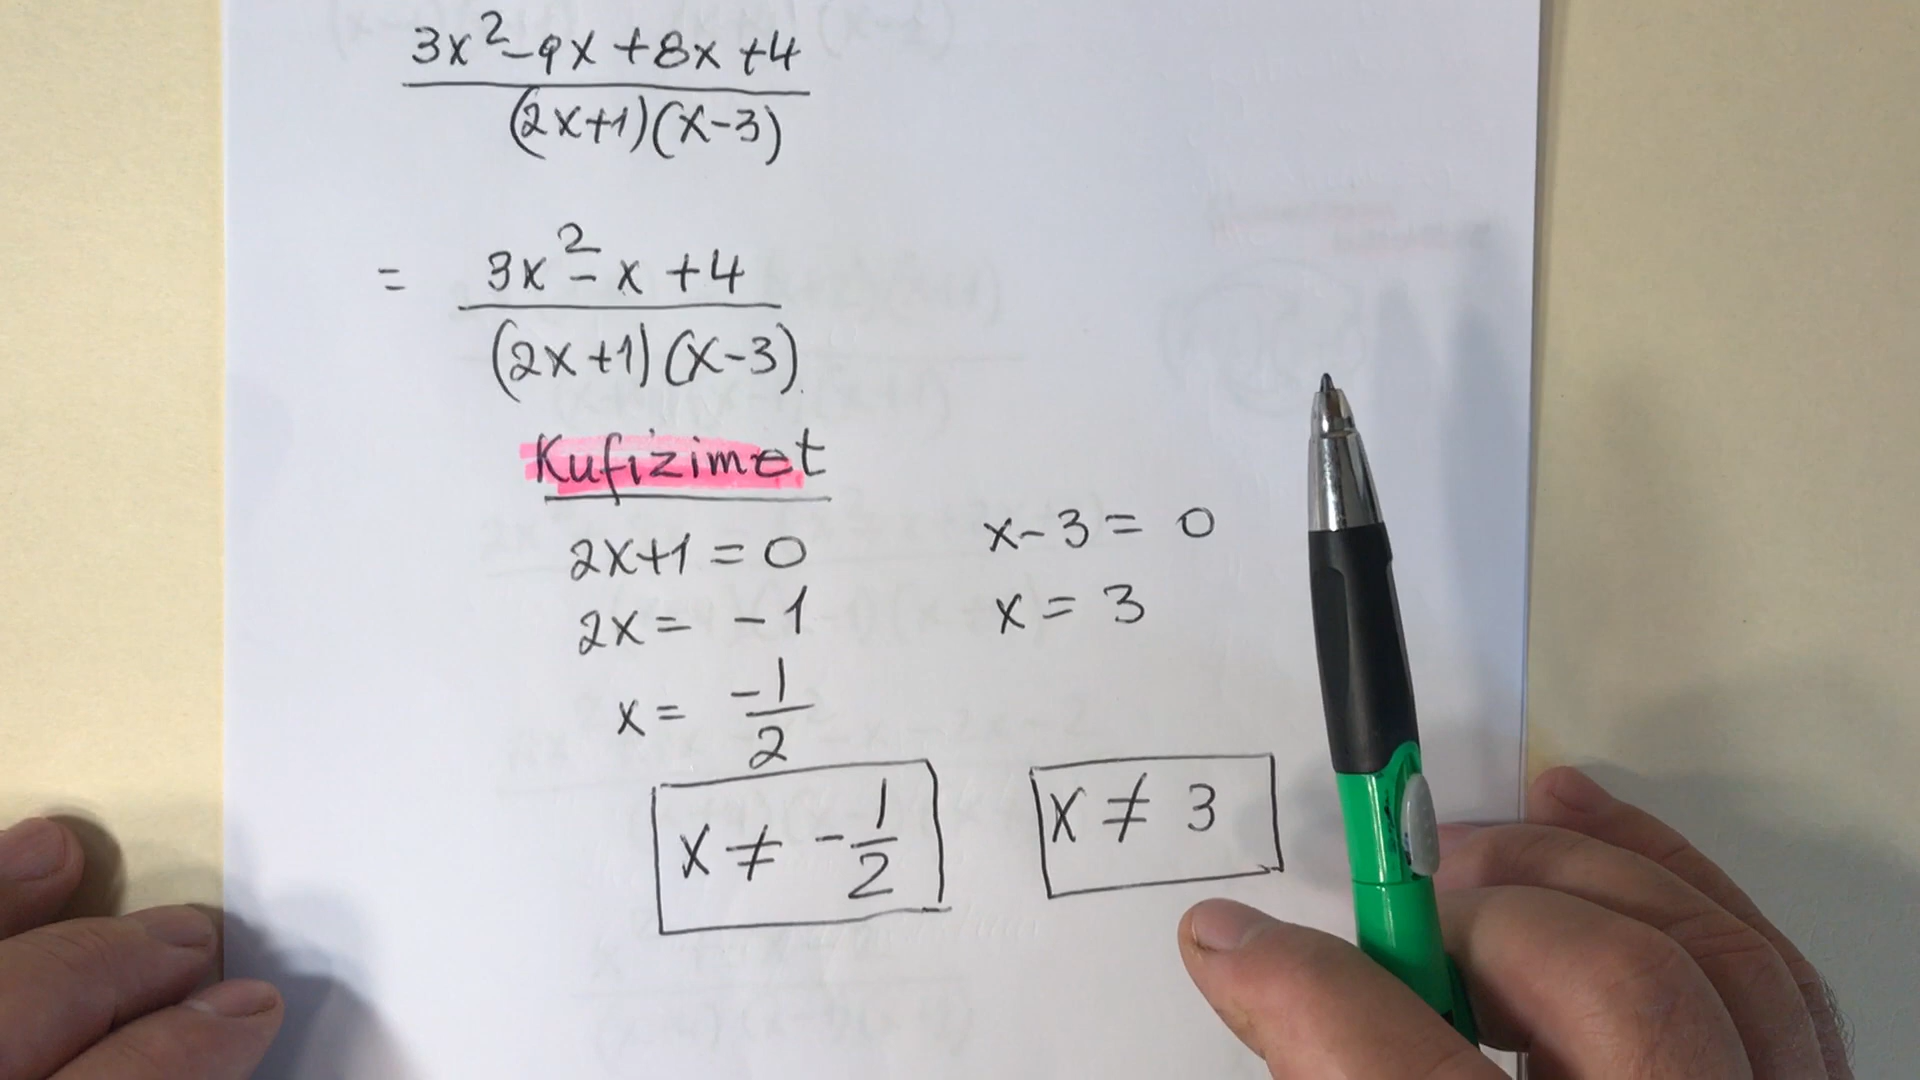 3x²-9x+8x+4
(2x+1)(x-3)
= 3x²-x+4
(2x+1)(x-3)
Kufizimet
2x+1=0
x-3=0
2x=-1
x=3
x=-1/2
x≠-1/2
x≠3